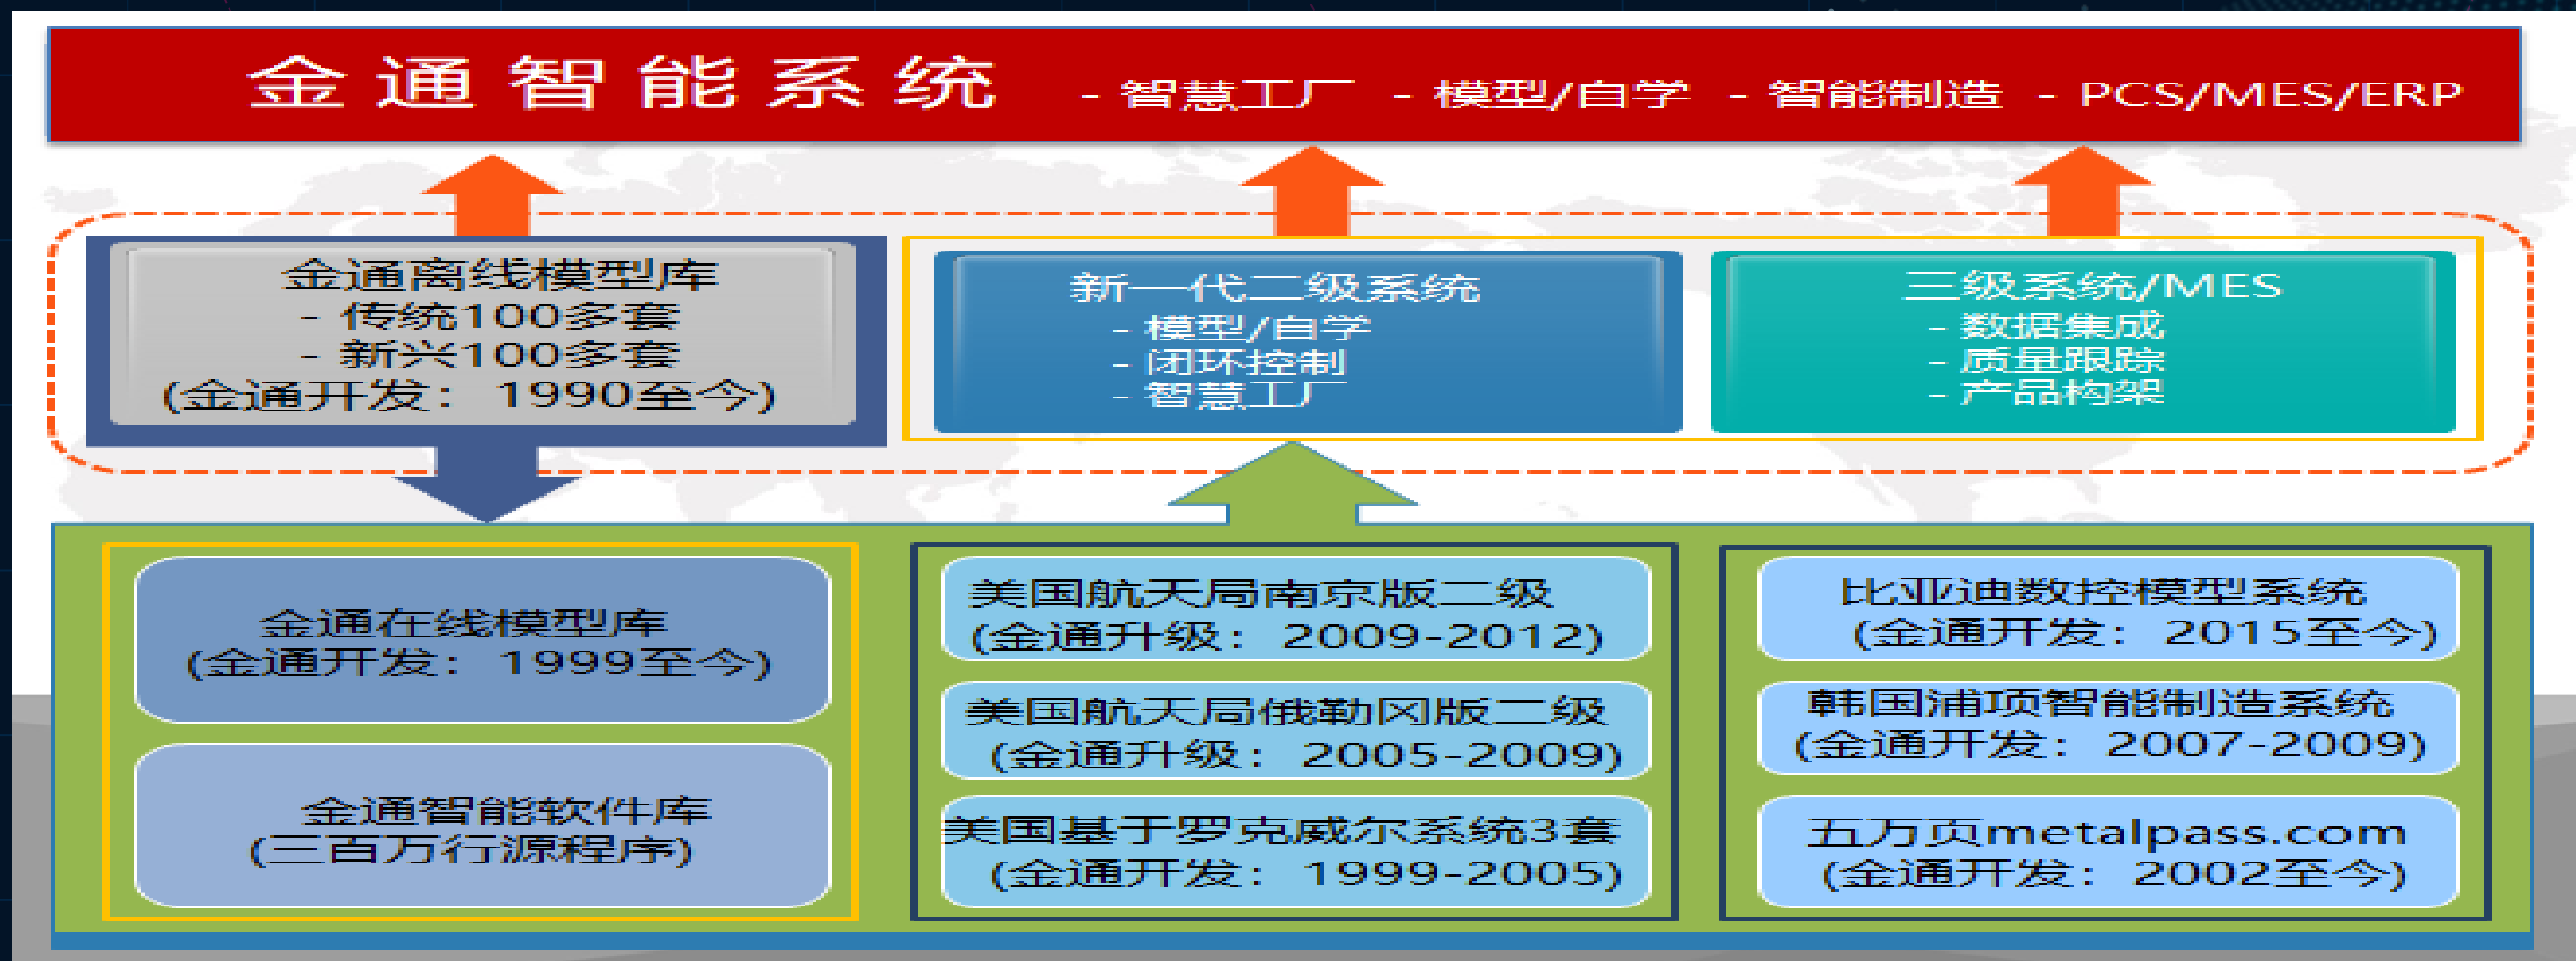 金通智能系统 - 智慧工厂 - 模型/自学 - 智能制造 - PCS/MES/ERP
金通离线模型库
- 传统100多套
- 新兴100多套
(金通开发：1990至今)
新一代二级系统
- 模型/自学
- 闭环控制
- 智慧工厂
三级系统/MES
- 数据集成
- 质量跟踪
- 产品构架
金通在线模型库
(金通开发：1999至今)
金通智能软件库
(三百万行源程序)
美国航天局南京版二级
(金通升级：2009-2012)
美国航天局俄勒冈版二级
(金通升级：2005-2009)
美国基于罗克威尔系统3套
(金通开发：1999-2005)
比亚迪数控模型系统
(金通开发：2015至今)
韩国浦项智能制造系统
(金通开发：2007-2009)
五万页metalpass.com
(金通开发：2002至今)